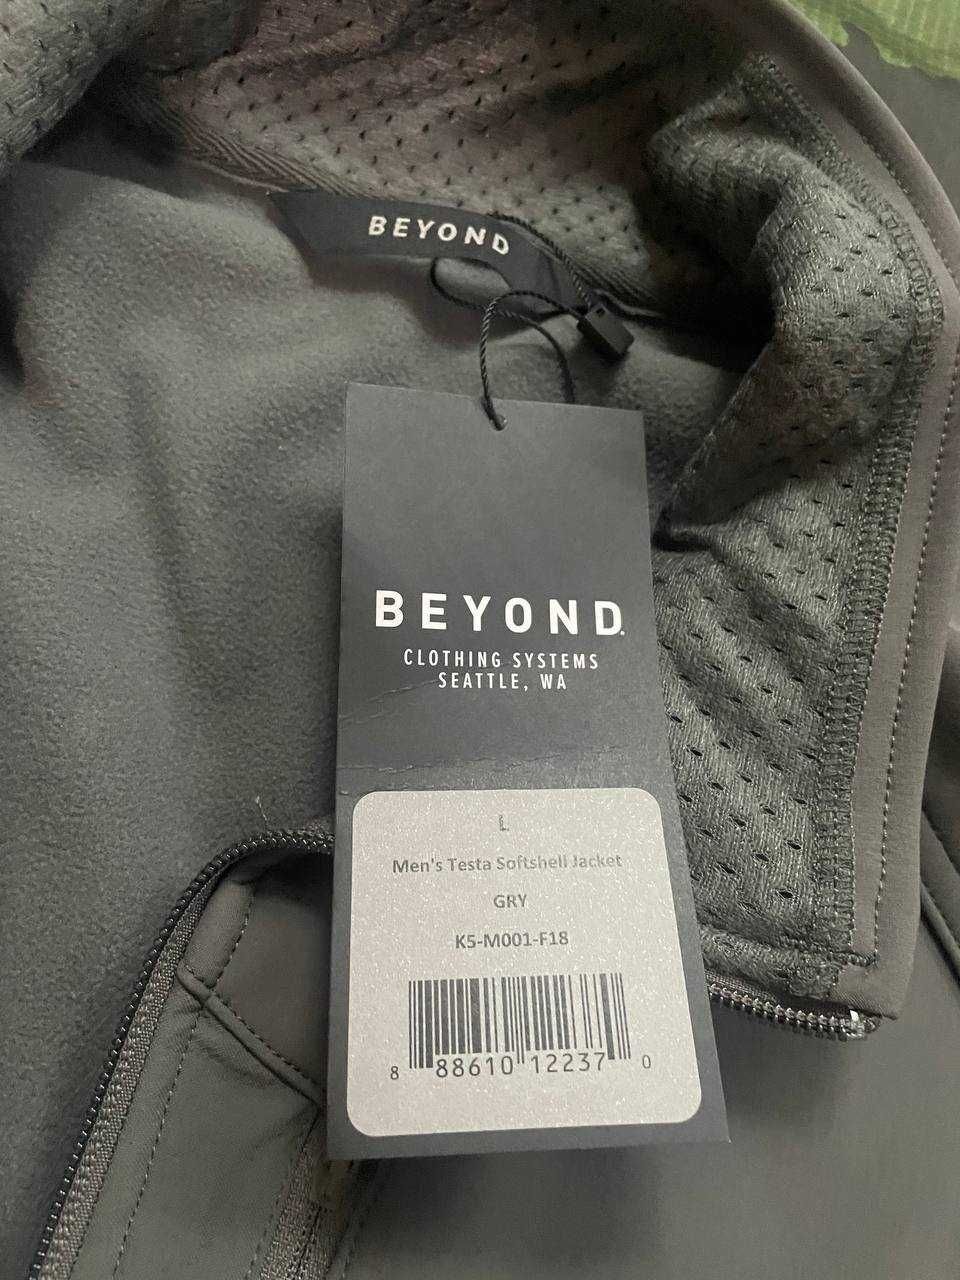 BEYOND
BEYOND.
CLOTHING SYSTEMS
SEATTLE, WA
L
Men's Testa Softshell Jacket
GRY
K5-M001-F18
8 88610 12237 0